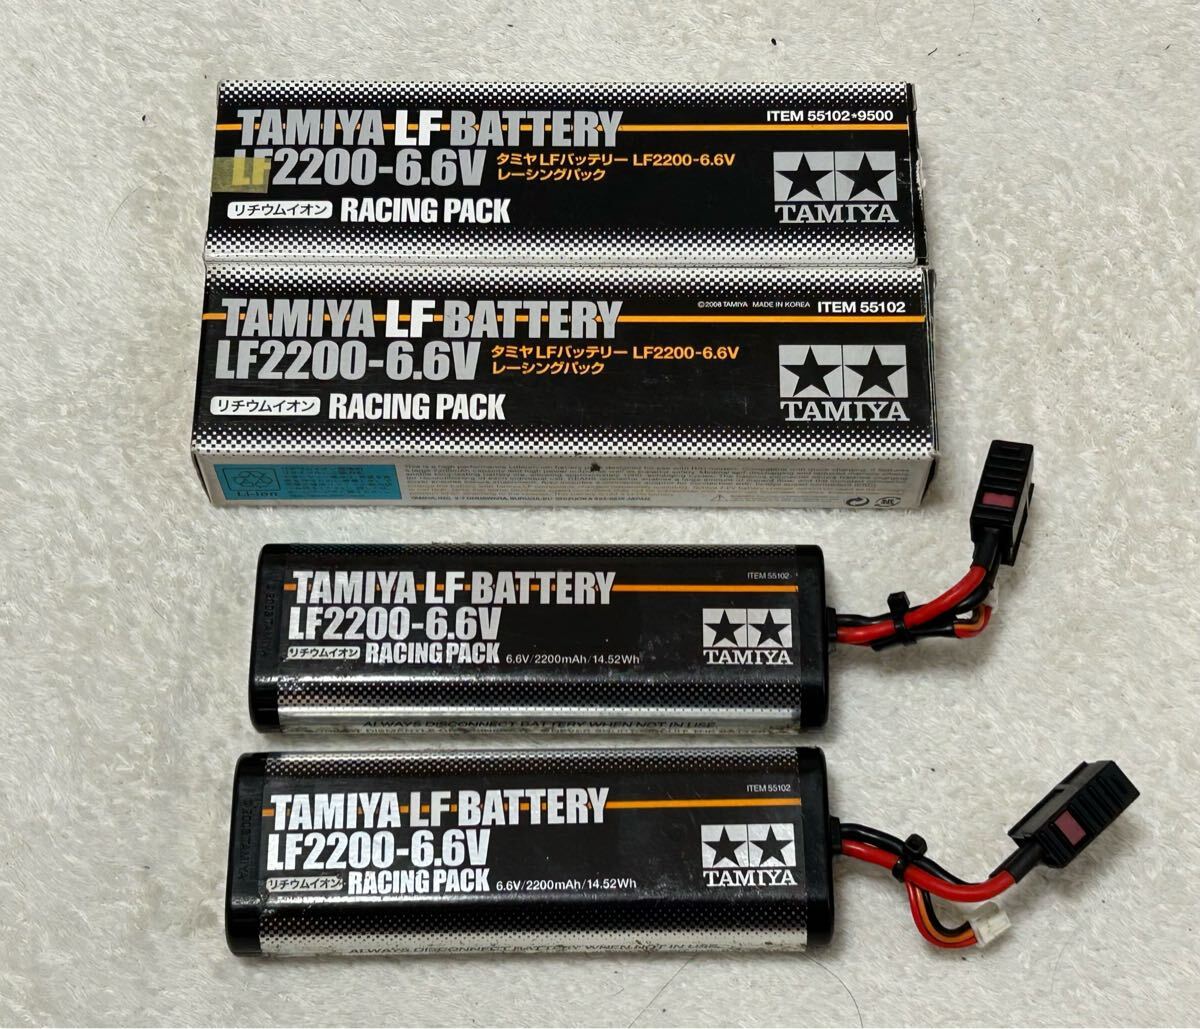 TAMIYA LF BATTERY
ITEM 55102*9500
LF2200-6.6V
タミヤLFバッテリー LF2200-6.6V
レーシングパック
リチウムイオン RACING PACK
TAMIYA
TAMIYA LF BATTERY
©2008 TAMIYA MADE IN KOREA ITEM 55102
LF2200-6.6V
タミヤLFバッテリー LF2200-6.6V
レーシングパック
リチウムイオン RACING PACK
TAMIYA
Li-ion
TAMIYA LF BATTERY
ITEM 55102
LF2200-6.6V
リチウムイオン RACING PACK 6.6V/2200mAh/14.52Wh
TAMIYA
ALWAYS DISCONNECT BATTERY WHEN NOT IN USE.
TAMIYA LF BATTERY
ITEM 55102
LF2200-6.6V
リチウムイオン RACING PACK 6.6V/2200mAh/14.52Wh
TAMIYA
ALWAYS DISCONNECT BATTERY WHEN NOT IN USE.